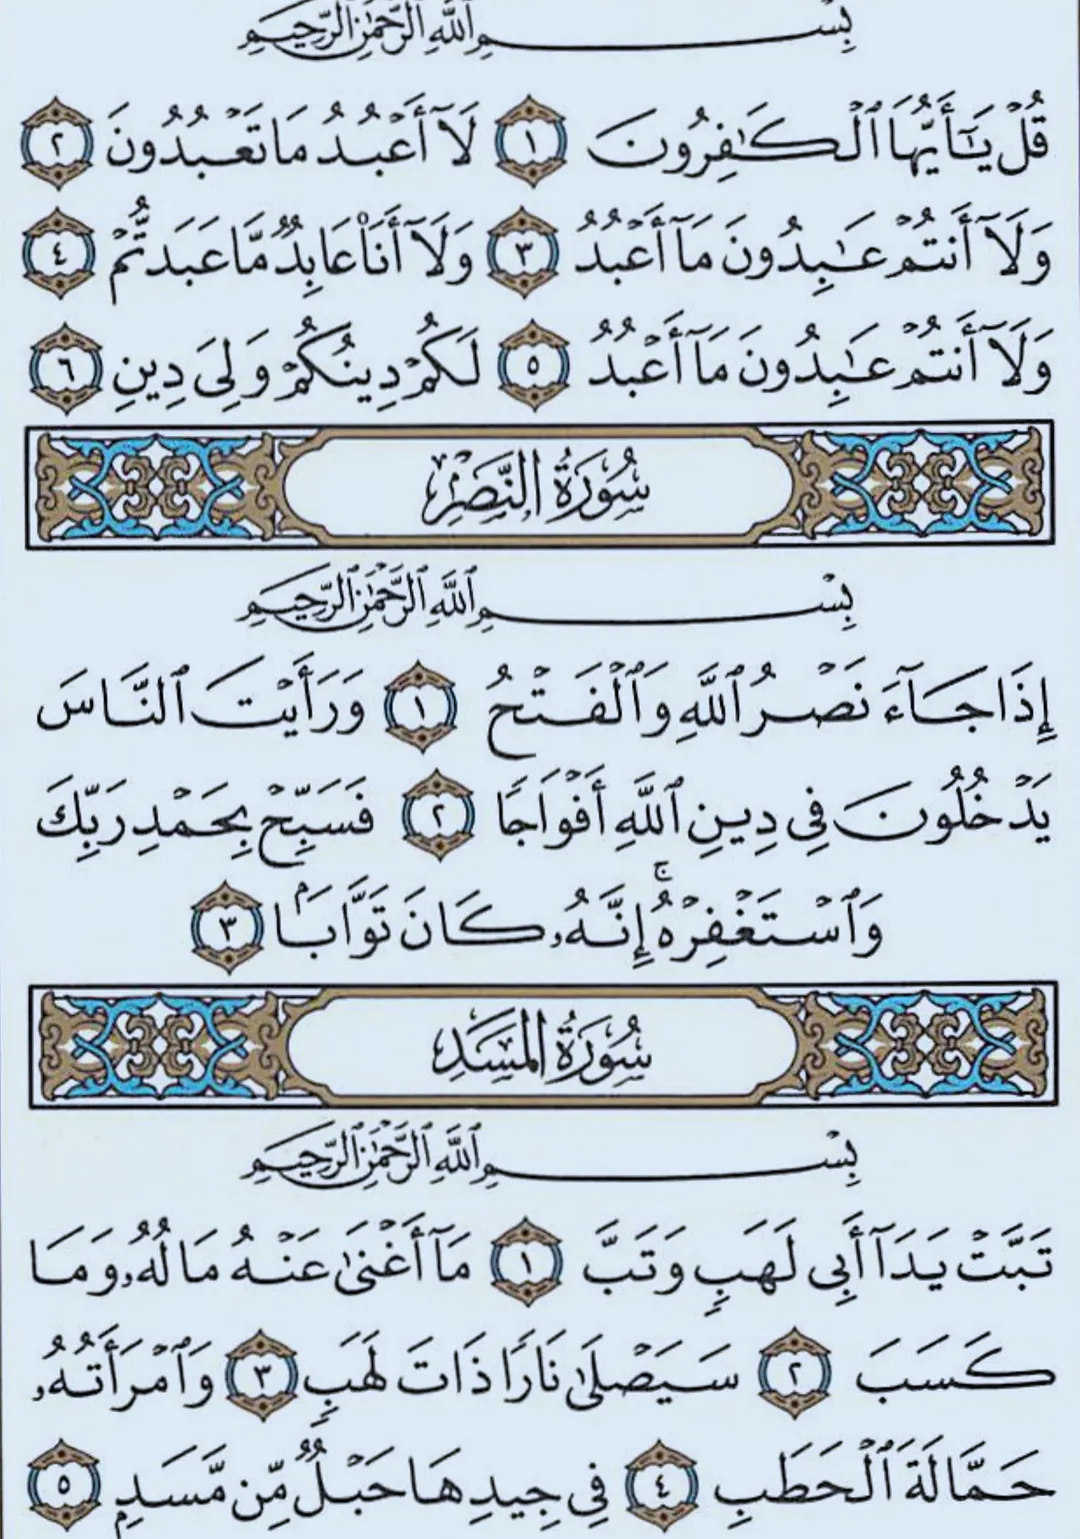 بِسْمِ ٱللَّهِ ٱلرَّحْمَٰنِ ٱلرَّحِيمِ
قُلْ يَٰٓأَيُّهَا ٱلْكَٰفِرُونَ ١ لَآ أَعْبُدُ مَا تَعْبُدُونَ ٢
وَلَآ أَنتُمْ عَٰبِدُونَ مَآ أَعْبُدُ ٣ وَلَآ أَنَا۠ عَابِدٌ مَّا عَبَدتُّمْ ٤
وَلَآ أَنتُمْ عَٰبِدُونَ مَآ أَعْبُدُ ٥ لَكُمْ دِينُكُمْ وَلِىَ دِينِ ٦
سُورَةُ النَّصْرِ
بِسْمِ ٱللَّهِ ٱلرَّحْمَٰنِ ٱلرَّحِيمِ
إِذَا جَآءَ نَصْرُ ٱللَّهِ وَٱلْفَتْحُ ١ وَرَأَيْتَ ٱلنَّاسَ
يَدْخُلُونَ فِى دِينِ ٱللَّهِ أَفْوَاجًا ٢ فَسَبِّحْ بِحَمْدِ رَبِّكَ
وَٱسْتَغْفِرْهُ ۚ إِنَّهُۥ كَانَ تَوَّابَۢا ٣
سُورَةُ المَسَدِ
بِسْمِ ٱللَّهِ ٱلرَّحْمَٰنِ ٱلرَّحِيمِ
تَبَّتْ يَدَآ أَبِى لَهَبٍ وَتَبَّ ١ مَآ أَغْنَىٰ عَنْهُ مَالُهُۥ وَمَا
كَسَبَ ٢ سَيَصْلَىٰ نَارًا ذَاتَ لَهَبٍ ٣ وَٱمْرَأَتُهُۥ
حَمَّالَةَ ٱلْحَطَبِ ٤ فِى جِيدِهَا حَبْلٌ مِّن مَّسَدٍۭ ٥